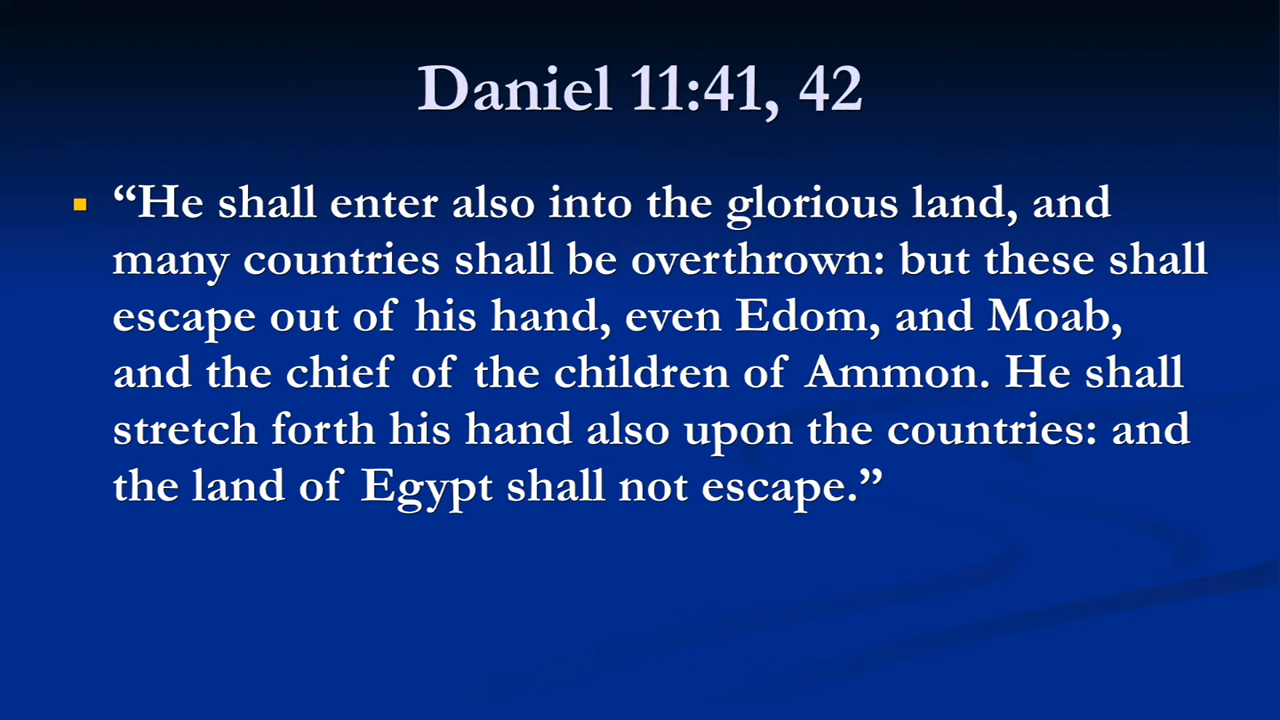 Daniel 11:41, 42
“He shall enter also into the glorious land, and
many countries shall be overthrown: but these shall
escape out of his hand, even Edom, and Moab,
and the chief of the children of Ammon. He shall
stretch forth his hand also upon the countries: and
the land of Egypt shall not escape.”